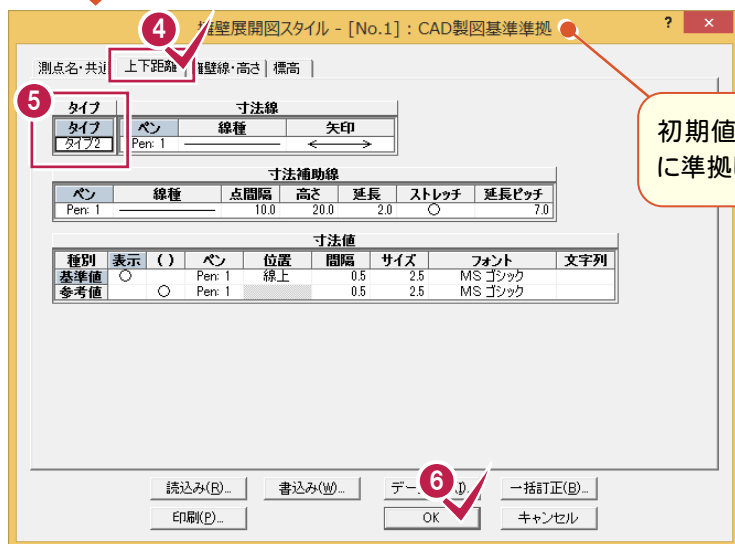 4
擁壁展開図スタイル - [No.1] : CAD製図基準準拠 ? ×
測点名・共通 上下距離 擁壁線・高さ 標高
5
タイプ 寸法線
タイプ ペン 線種 矢印
タイプ2 Pen: 1
初期値
に準拠
寸法補助線
ペン 線種 点間隔 高さ 延長 ストレッチ 延長ピッチ
Pen: 1 10.0 20.0 2.0 ○ 7.0
寸法値
種別 表示 ( ) ペン 位置 間隔 サイズ フォント 文字列
基準値 ○ Pen: 1 線上 0.5 2.5 MS ゴシック
参考値 ○ Pen: 1 0.5 2.5 MS ゴシック
読込み(R)... 書込み(W)... デー 6 一括訂正(B)...
印刷(P)... OK キャンセル